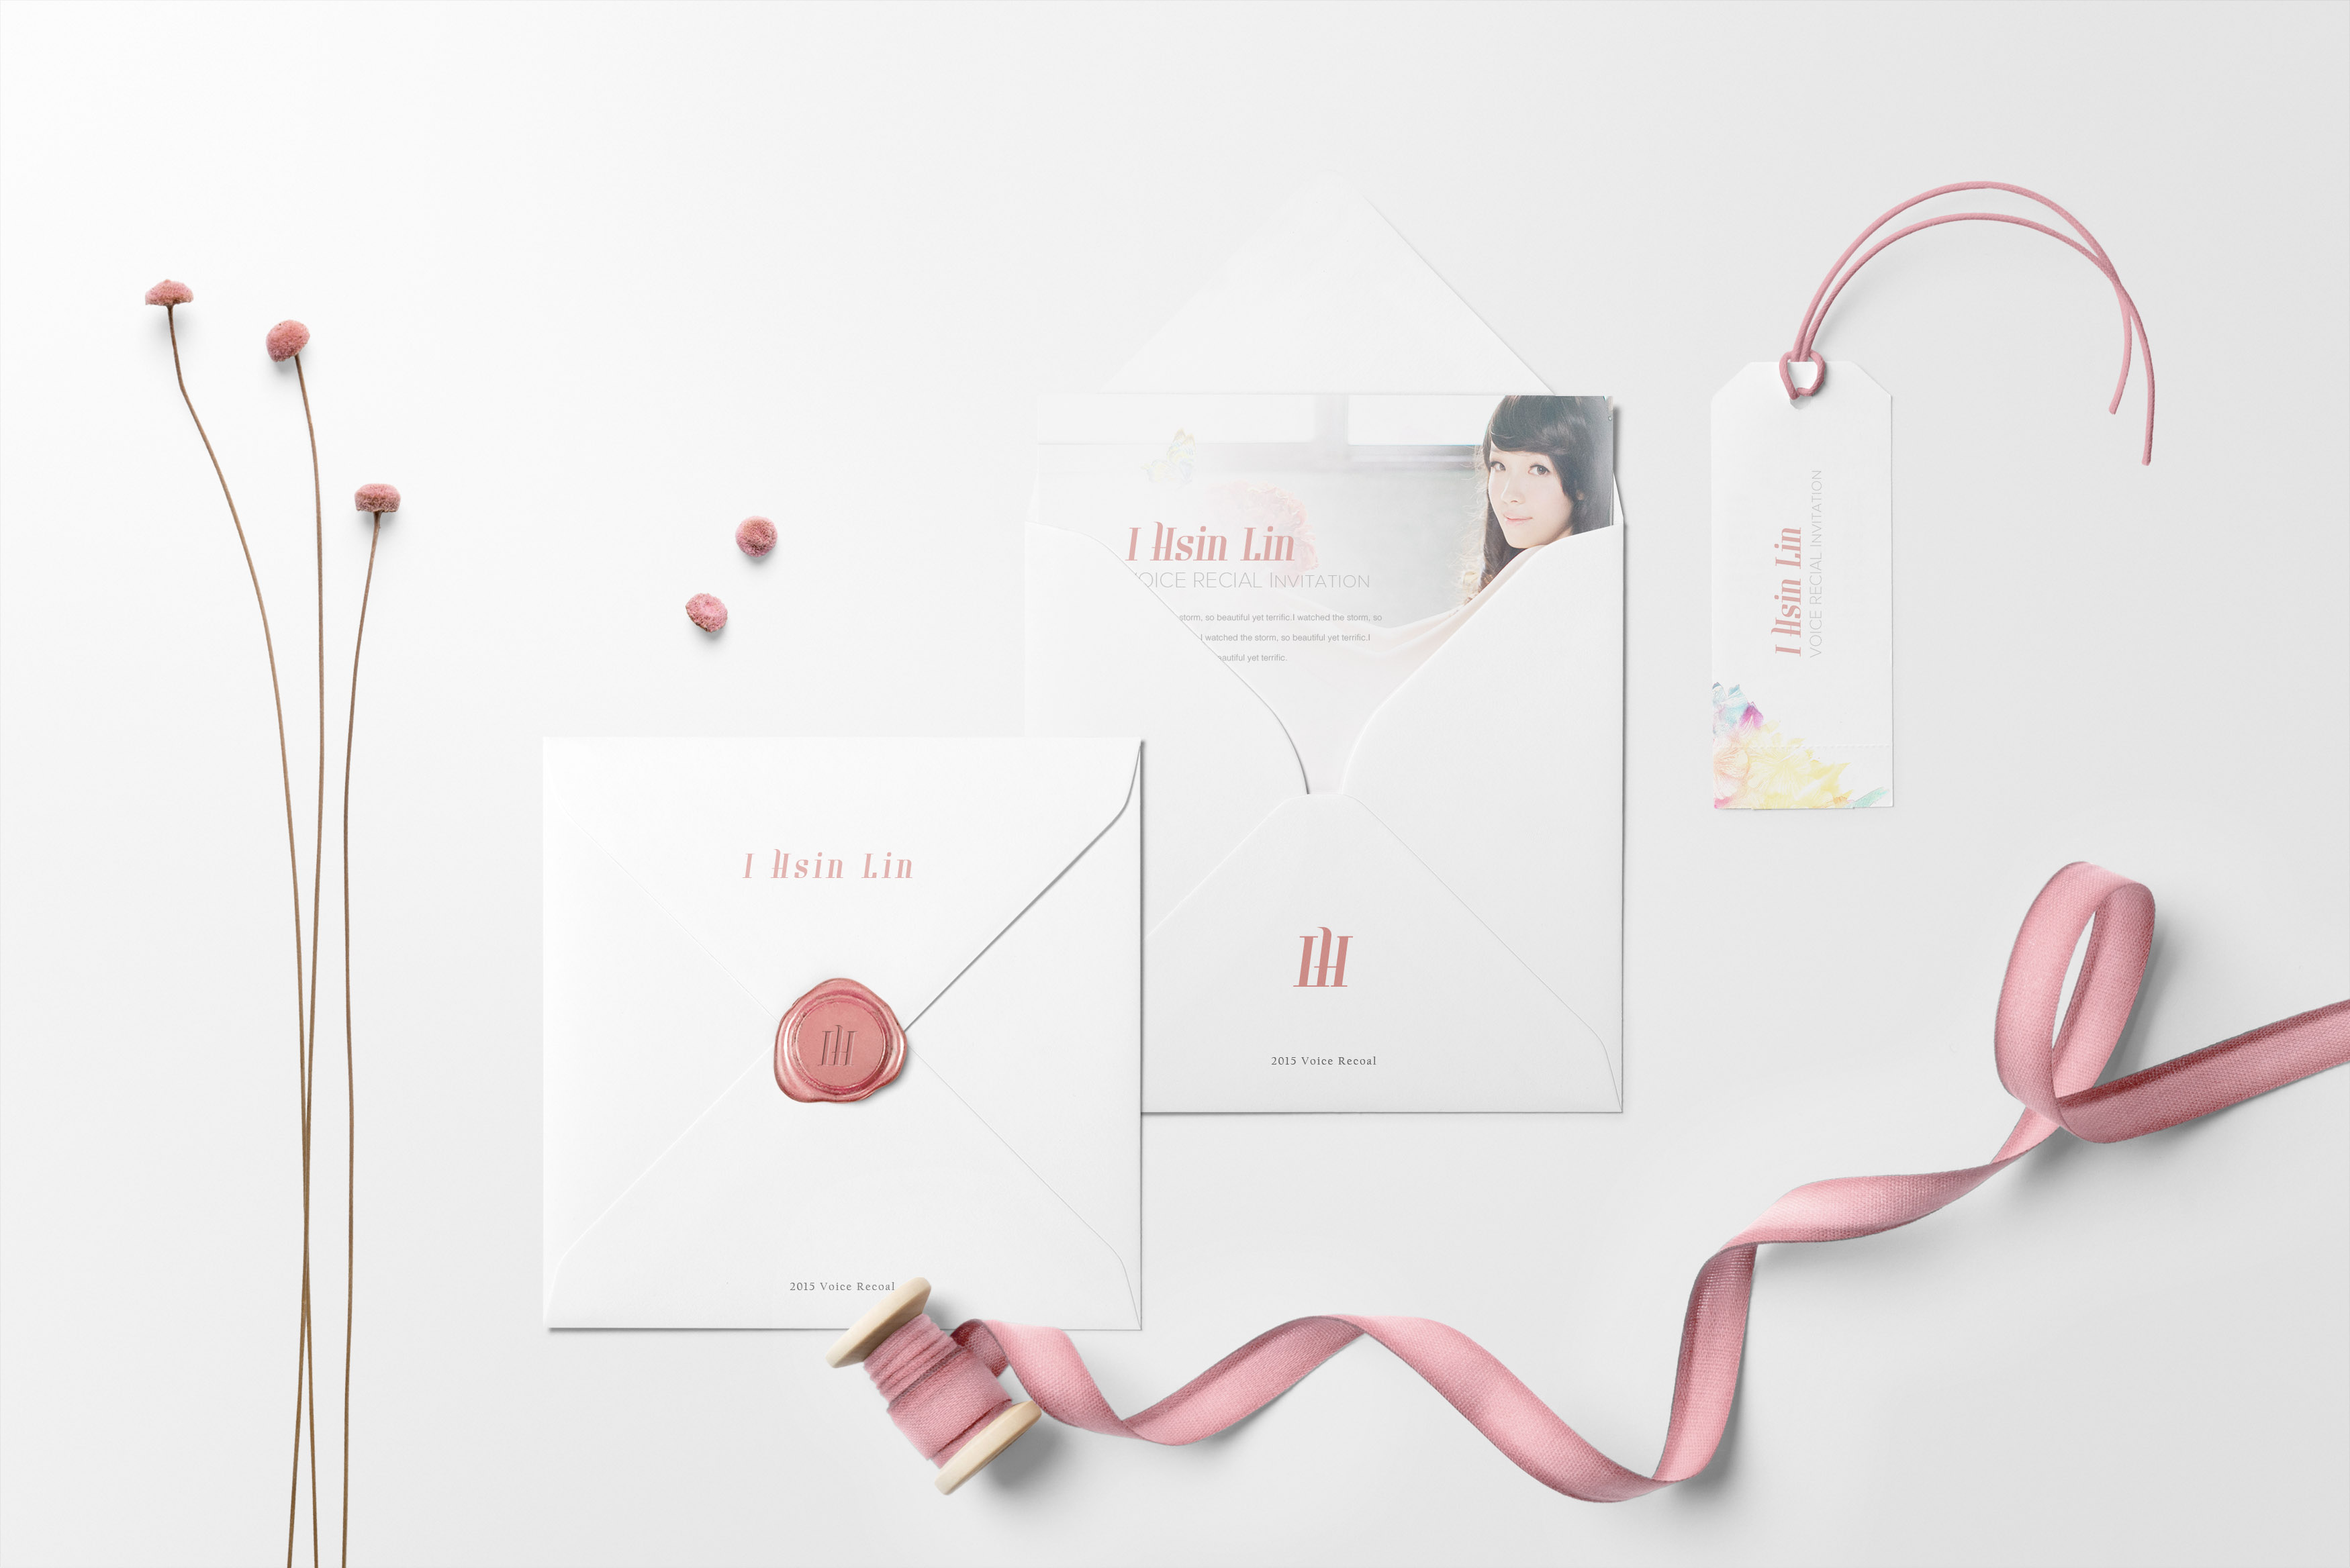 I Hsin Lin
VOICE RECIAL INVITATION
storm, so beautiful yet terrific.I watched the storm, so
I watched the storm, so beautiful yet terrific.I
eautiful yet terrific.
I Hsin Lin
VOICE RECIAL INVITATION
I Hsin Lin
IH
2015 Voice Recoal
IH
2015 Voice Recoal